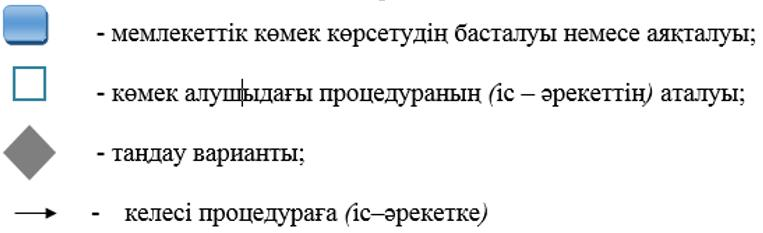 - мемлекеттік көмек көрсетудің басталуы немесе аяқталуы;
- көмек алушыдағы процедураның (іс – әрекеттің) аталуы;
- таңдау варианты;
- келесі процедураға (іс–әрекетке)